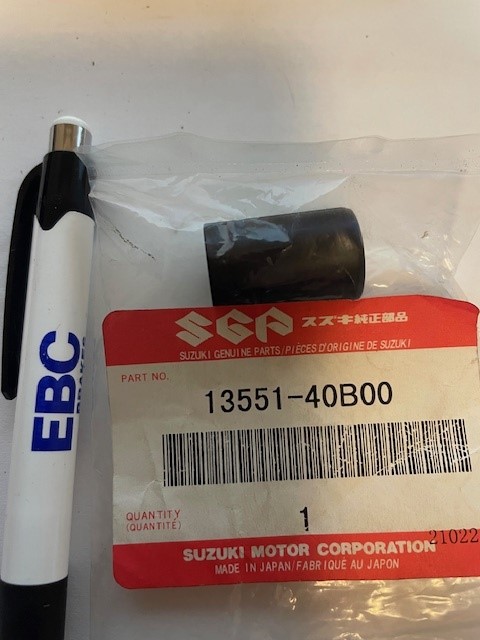 EBC
BRAKES
SGP スズキ純正部品
SUZUKI GENUINE PARTS/PIÈCES D'ORIGINE DE SUZUKI
PART NO.
13551-40B00
QUANTITY
(QUANTITÉ)
1
21022
SUZUKI MOTOR CORPORATION
MADE IN JAPAN/FABRIQUÉ AU JAPON